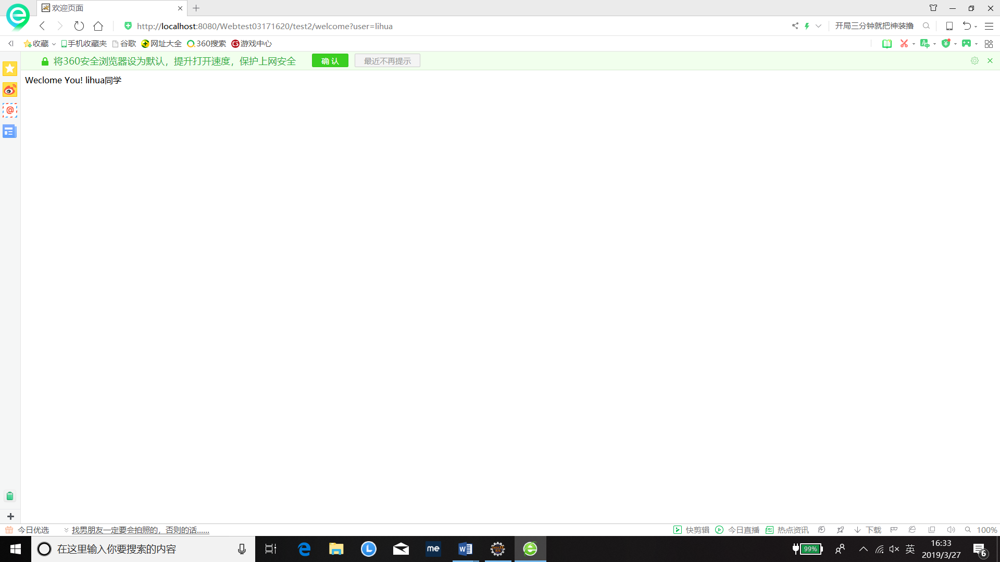 欢迎页面
http://localhost:8080/Webtest03171620/test2/welcome?user=lihua
开局三分钟就把神装撸
收藏 手机收藏夹 谷歌 网址大全 360搜索 游戏中心
将360安全浏览器设为默认，提升打开速度，保护上网安全 确 认 最近不再提示
Weclome You! lihua同学
今日优选 找男朋友一定要会拍照的，否则的话...... 快剪辑 今日直播 热点资讯 下载 100%
在这里输入你要搜索的内容 me 99% 英 16:33
2019/3/27 6